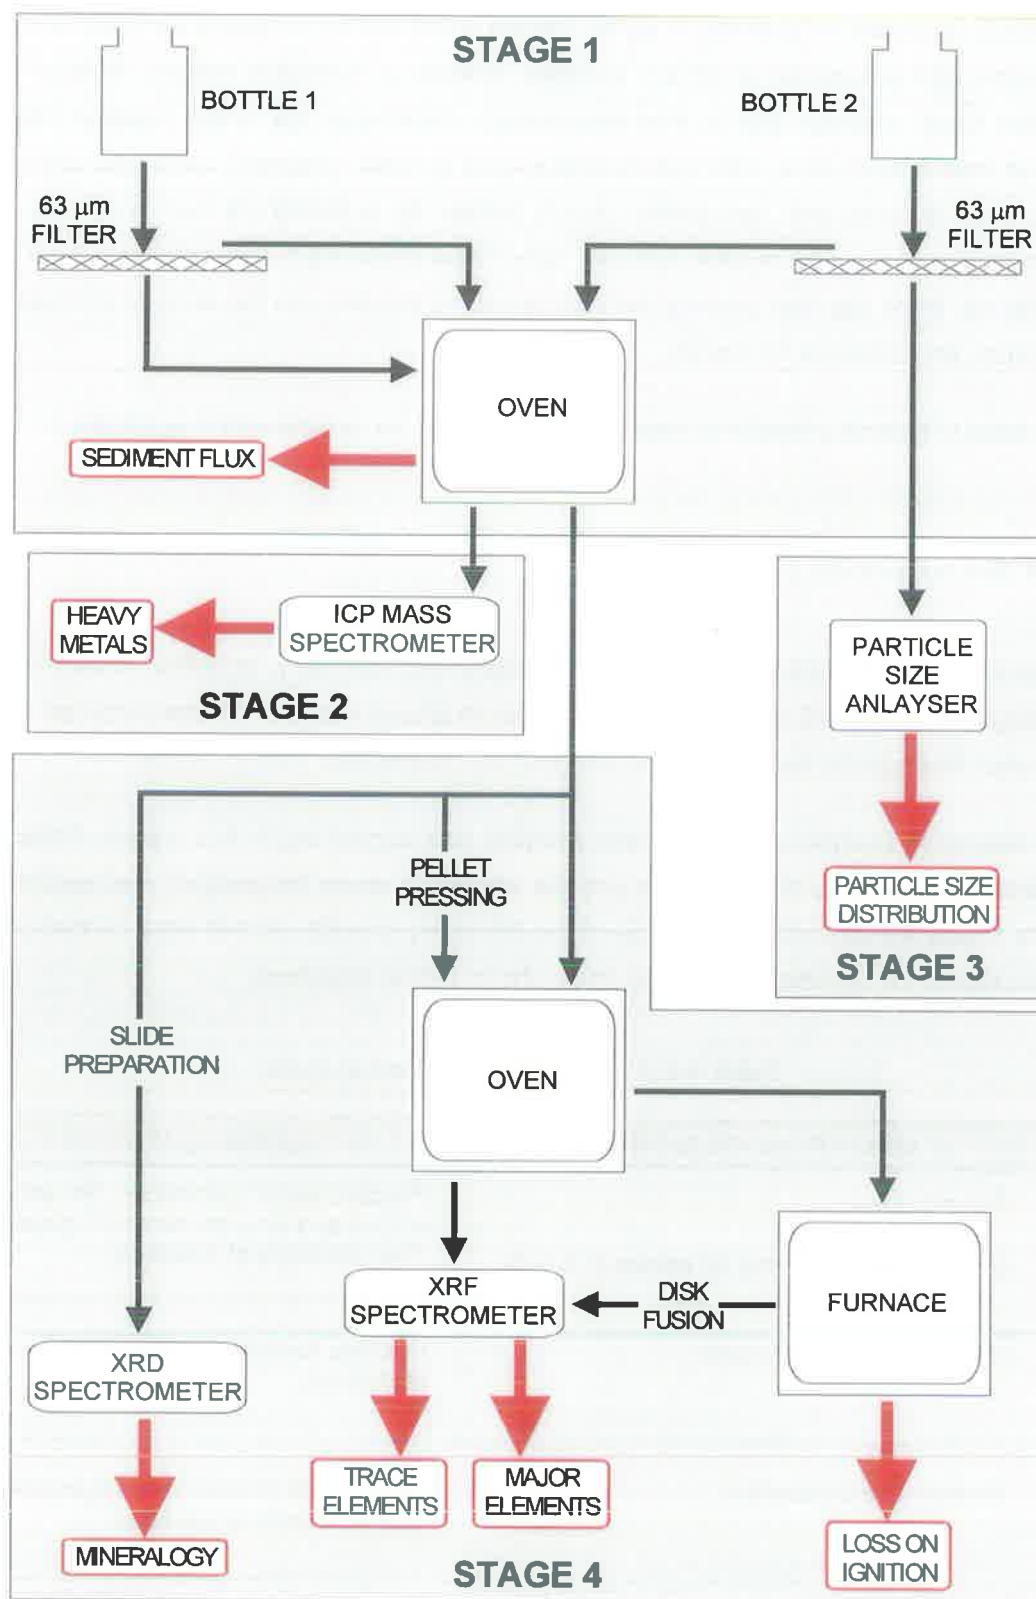 STAGE 1
BOTTLE 1
BOTTLE 2
63 μm
FILTER
63 μm
FILTER
OVEN
SEDIMENT FLUX
HEAVY
METALS
ICP MASS
SPECTROMETER
STAGE 2
PARTICLE
SIZE
ANLAYSER
PARTICLE SIZE
DISTRIBUTION
STAGE 3
PELLET
PRESSING
SLIDE
PREPARATION
OVEN
XRF
SPECTROMETER
DISK
FUSION
FURNACE
XRD
SPECTROMETER
TRACE
ELEMENTS
MAJOR
ELEMENTS
MINERALOGY
LOSS ON
IGNITION
STAGE 4